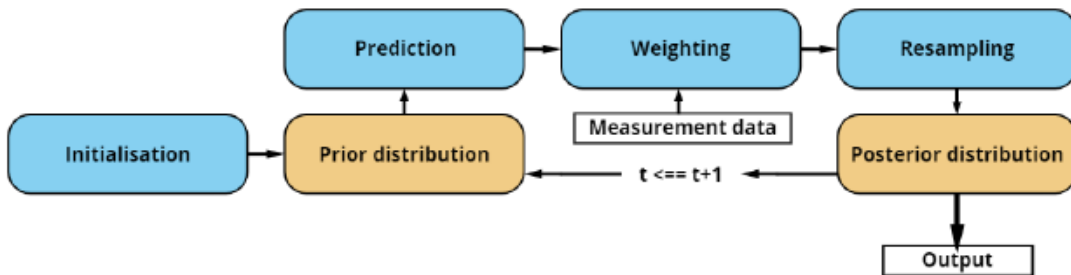 Prediction
Weighting
Resampling
Measurement data
Initialisation
Prior distribution
Posterior distribution
t <== t+1
Output